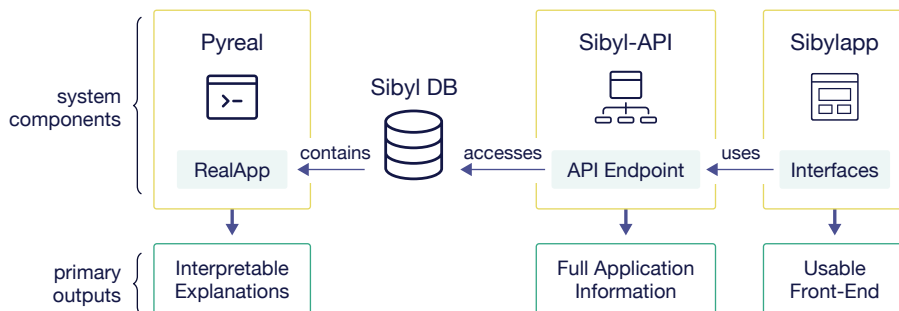 Pyreal
Sibyl-API
Sibylapp
system
components
Sibyl DB
contains
accesses
uses
RealApp
API Endpoint
Interfaces
primary
outputs
Interpretable
Explanations
Full Application
Information
Usable
Front-End